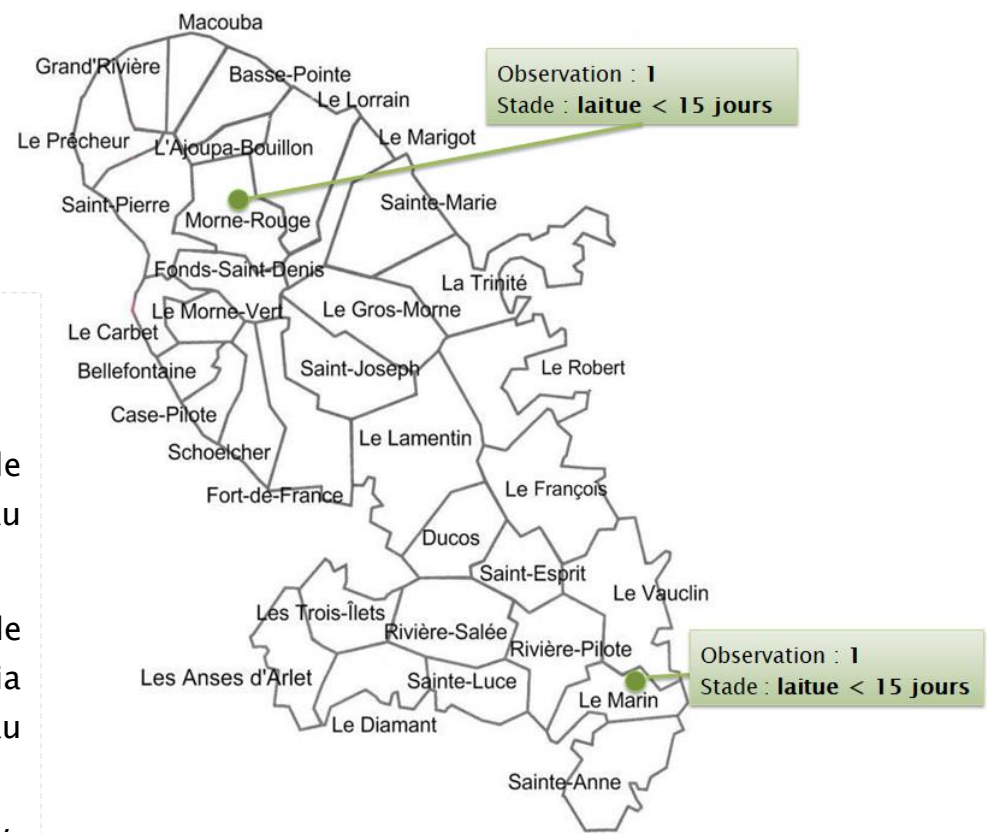 Macouba
Grand'Rivière
Basse-Pointe
Observation : 1
Stade : laitue < 15 jours
Le Lorrain
Le Prêcheur
L'Ajoupa-Bouillon
Le Marigot
Saint-Pierre
Morne-Rouge
Sainte-Marie
Fonds-Saint-Denis
La Trinité
Le Morne-Vert
Le Gros-Morne
Le Carbet
Bellefontaine
Saint-Joseph
Le Robert
Case-Pilote
Schoelcher
Le Lamentin
Fort-de-France
Le François
le
au
Ducos
Saint-Esprit
Le Vauclin
Les Trois-Îlets
Rivière-Salée
Rivière-Pilote
Observation : 1
Stade : laitue < 15 jours
Les Anses d'Arlet
Sainte-Luce
Le Marin
Le Diamant
Sainte-Anne